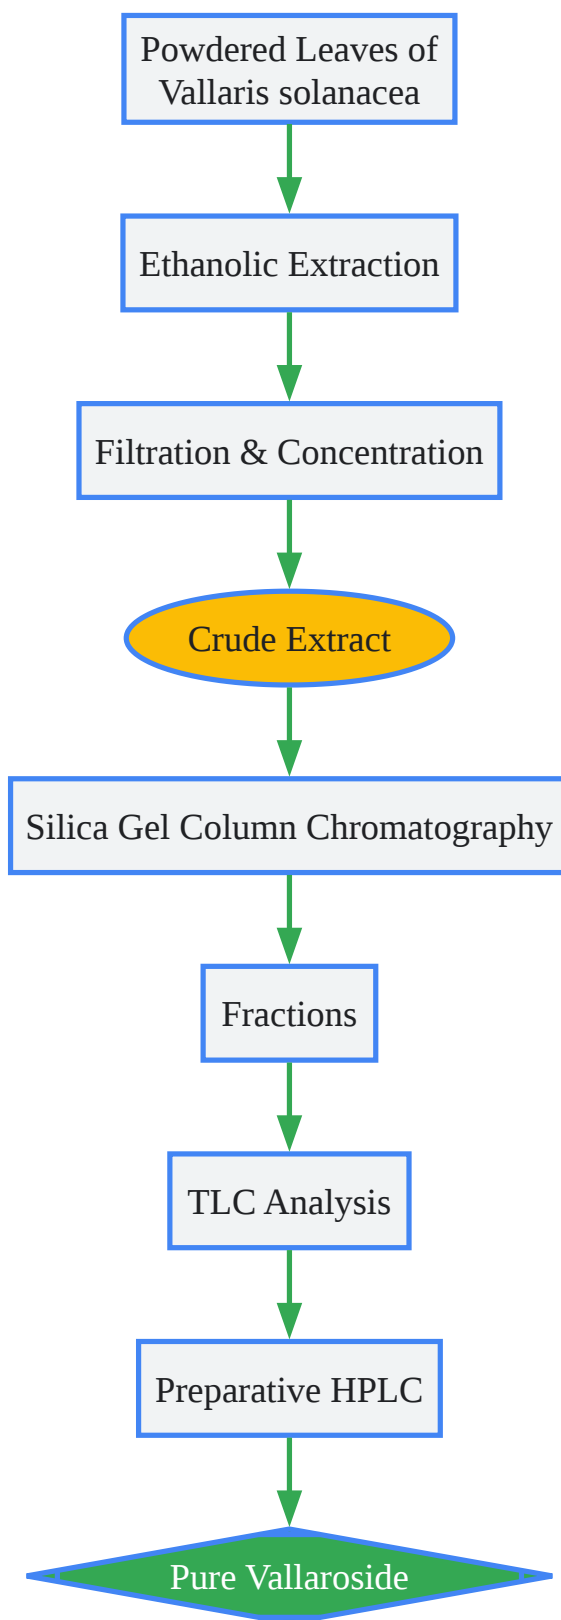 Powdered Leaves of
Vallaris solanacea
Ethanolic Extraction
Filtration & Concentration
Crude Extract
Silica Gel Column Chromatography
Fractions
TLC Analysis
Preparative HPLC
Pure Vallaroside